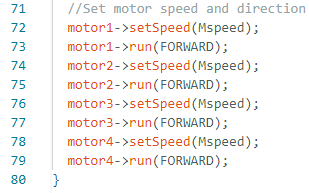 71 //Set motor speed and direction
72 motor1->setSpeed(Mspeed);
73 motor1->run(FORWARD);
74 motor2->setSpeed(Mspeed);
75 motor2->run(FORWARD);
76 motor3->setSpeed(Mspeed);
77 motor3->run(FORWARD);
78 motor4->setSpeed(Mspeed);
79 motor4->run(FORWARD);
80 }